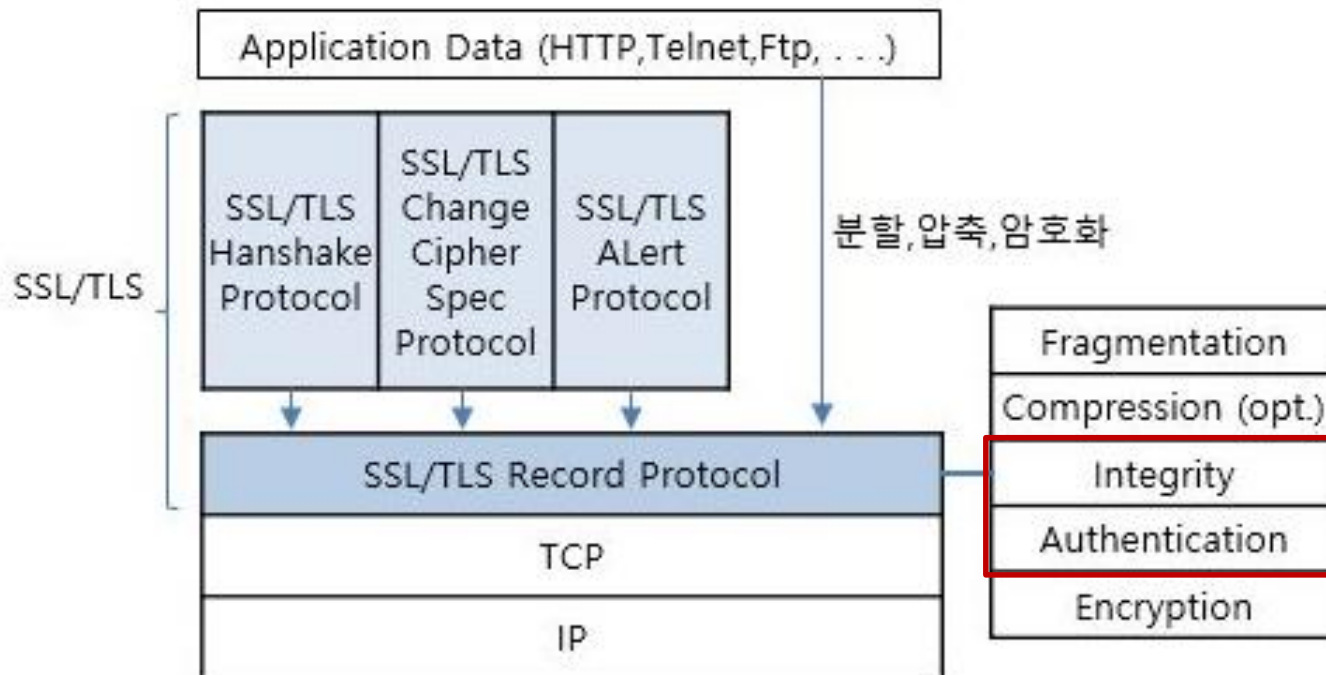 Application Data (HTTP,Telnet,Ftp, . . .)
SSL/TLS
SSL/TLS
Hanshake
Protocol
SSL/TLS
Change
Cipher
Spec
Protocol
SSL/TLS
ALert
Protocol
분할,압축,암호화
SSL/TLS Record Protocol
TCP
IP
Fragmentation
Compression (opt.)
Integrity
Authentication
Encryption